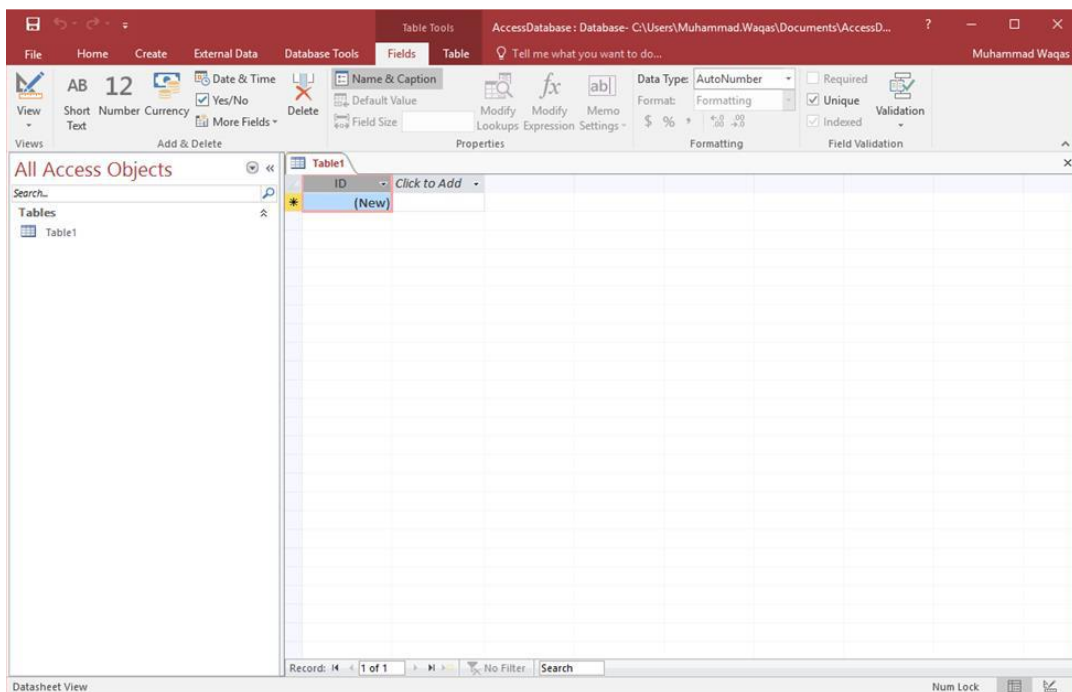 Table Tools
AccessDatabase : Database- C:\Users\Muhammad.Waqas\Documents\AccessD...
?
File Home Create External Data Database Tools Fields Table Tell me what you want to do... Muhammad Waqas
View
Views
AB Short Text
12 Number
Currency
Date & Time
Yes/No
More Fields
Delete
Add & Delete
Name & Caption
Default Value
Field Size
Modify Lookups
fx Modify Expression
ab Memo Settings
Properties
Data Type: AutoNumber
Format: Formatting
$ % , .00 .00
Formatting
Required
Unique
Indexed
Validation
Field Validation
All Access Objects
Search...
Tables
Table1
Table1
ID Click to Add
(New)
Record: 1 of 1 No Filter Search
Datasheet View Num Lock